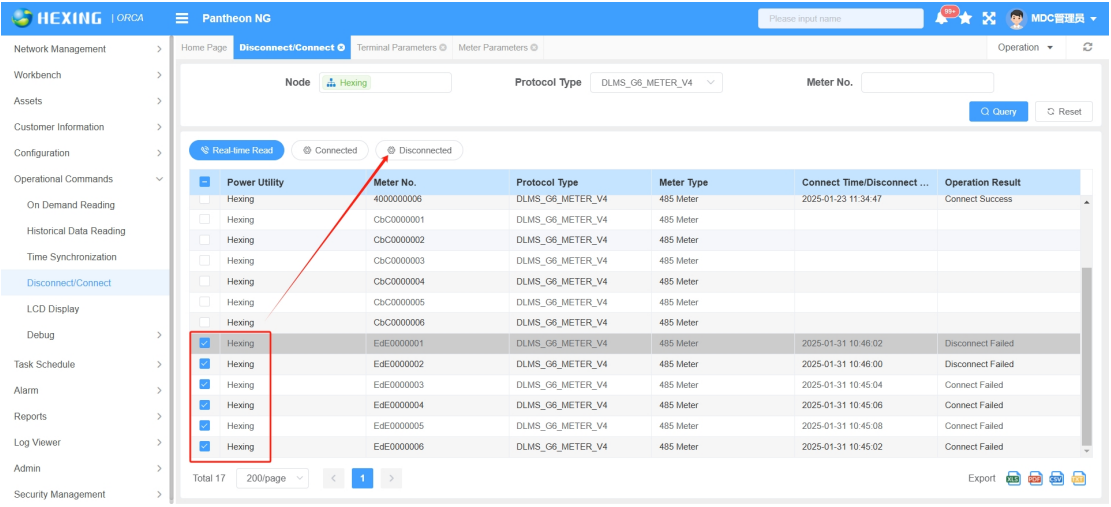 HEXING | ORCA
Pantheon NG
Please input name
99+
MDC管理员
Network Management
Workbench
Assets
Customer Information
Configuration
Operational Commands
On Demand Reading
Historical Data Reading
Time Synchronization
Disconnect/Connect
LCD Display
Debug
Task Schedule
Alarm
Reports
Log Viewer
Admin
Security Management
Home Page Disconnect/Connect Terminal Parameters Meter Parameters Operation
Node Hexing Protocol Type DLMS_G6_METER_V4 Meter No.
Query Reset
Real-time Read Connected Disconnected
Power Utility Meter No. Protocol Type Meter Type Connect Time/Disconnect ... Operation Result
Hexing 4000000006 DLMS_G6_METER_V4 485 Meter 2025-01-23 11:34:47 Connect Success
Hexing CbC0000001 DLMS_G6_METER_V4 485 Meter
Hexing CbC0000002 DLMS_G6_METER_V4 485 Meter
Hexing CbC0000003 DLMS_G6_METER_V4 485 Meter
Hexing CbC0000004 DLMS_G6_METER_V4 485 Meter
Hexing CbC0000005 DLMS_G6_METER_V4 485 Meter
Hexing CbC0000006 DLMS_G6_METER_V4 485 Meter
Hexing EdE0000001 DLMS_G6_METER_V4 485 Meter 2025-01-31 10:46:02 Disconnect Failed
Hexing EdE0000002 DLMS_G6_METER_V4 485 Meter 2025-01-31 10:46:00 Disconnect Failed
Hexing EdE0000003 DLMS_G6_METER_V4 485 Meter 2025-01-31 10:45:04 Connect Failed
Hexing EdE0000004 DLMS_G6_METER_V4 485 Meter 2025-01-31 10:45:06 Connect Failed
Hexing EdE0000005 DLMS_G6_METER_V4 485 Meter 2025-01-31 10:45:08 Connect Failed
Hexing EdE0000006 DLMS_G6_METER_V4 485 Meter 2025-01-31 10:45:02 Connect Failed
Total 17 200/page 1 Export XLS PDF CSV